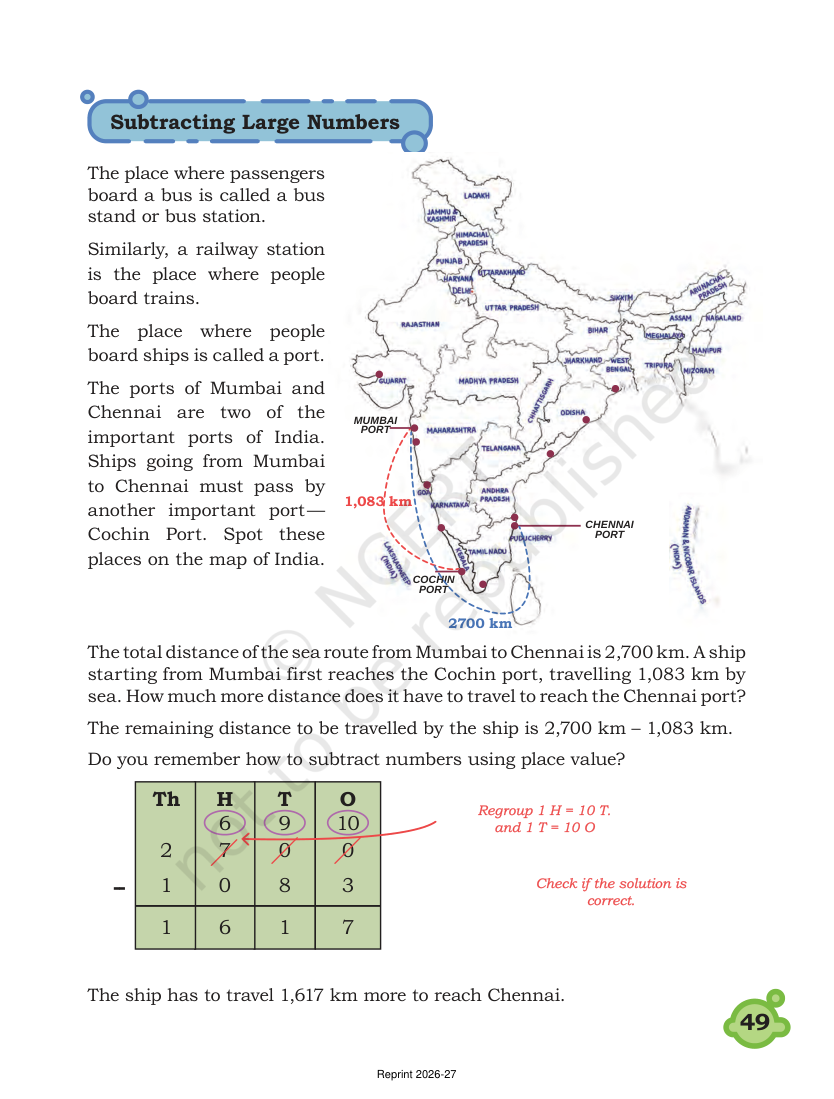 Subtracting Large Numbers
The place where passengers
board a bus is called a bus
stand or bus station.
Similarly, a railway station
is the place where people
board trains.
The place where people
board ships is called a port.
The ports of Mumbai and
Chennai are two of the
important ports of India.
Ships going from Mumbai
to Chennai must pass by
another important port—
Cochin Port. Spot these
places on the map of India.
LADAKH
JAMMU &
KASHMIR
HIMACHAL
PRADESH
PUNJAB
UTTARAKHAND
HARYANA
DELHI
UTTAR PRADESH
RAJASTHAN
SIKKIM
ARUNACHAL
PRADESH
ASSAM
NAGALAND
BIHAR
MEGHALAYA
MANIPUR
JHARKHAND
WEST
BENGAL
TRIPURA
MIZORAM
GUJARAT
MADHYA PRADESH
CHHATTISGARH
ODISHA
MUMBAI
PORT
MAHARASHTRA
TELANGANA
GOA
1,083 km
KARNATAKA
ANDHRA
PRADESH
CHENNAI
PORT
PUDUCHERRY
TAMIL NADU
KERALA
LAKSHADWEEP
(INDIA)
ANDAMAN & NICOBAR ISLANDS
(INDIA)
COCHIN
PORT
2700 km
The total distance of the sea route from Mumbai to Chennai is 2,700 km. A ship
starting from Mumbai first reaches the Cochin port, travelling 1,083 km by
sea. How much more distance does it have to travel to reach the Chennai port?
The remaining distance to be travelled by the ship is 2,700 km – 1,083 km.
Do you remember how to subtract numbers using place value?
Th H T O
6 9 10
2 7 0 0
– 1 0 8 3
1 6 1 7
Regroup 1 H = 10 T.
and 1 T = 10 O
Check if the solution is
correct.
The ship has to travel 1,617 km more to reach Chennai.
49
Reprint 2026-27
© NCERT
not to be republished